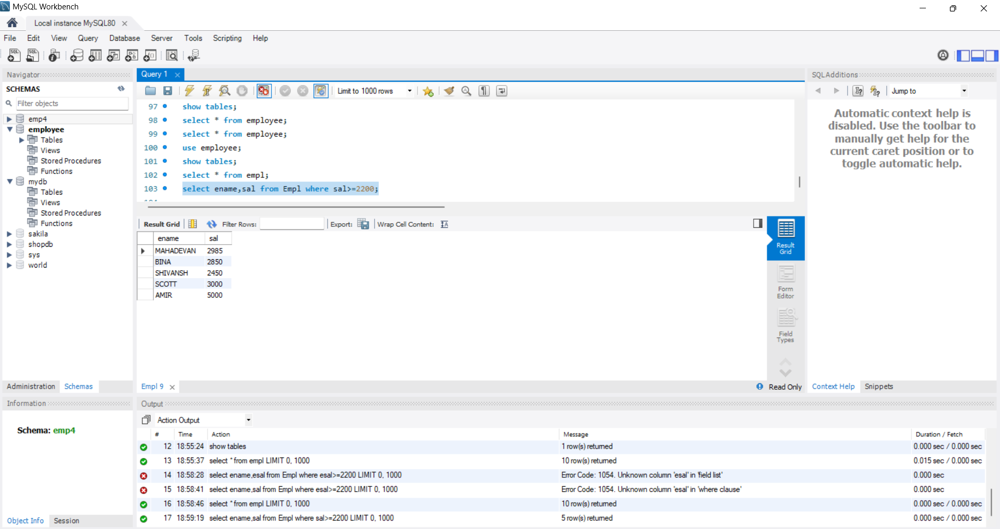 MySQL Workbench
Local instance MySQL80
File Edit View Query Database Server Tools Scripting Help
Navigator
SCHEMAS
Filter objects
emp4
employee
Tables
Views
Stored Procedures
Functions
mydb
Tables
Views
Stored Procedures
Functions
sakila
shopdb
sys
world
Administration Schemas
Information
Schema: emp4
Object Info Session
Query 1
Limit to 1000 rows
97 show tables;
98 select * from employee;
99 select * from employee;
100 use employee;
101 show tables;
102 select * from empl;
103 select ename,sal from Empl where sal>=2200;
Result Grid Filter Rows: Export: Wrap Cell Content:
ename sal
MAHADEVAN 2985
BINA 2850
SHIVANSH 2450
SCOTT 3000
AMIR 5000
Result
Grid
Form
Editor
Field
Types
Empl 9
Read Only
SQLAdditions
Jump to
Automatic context help is
disabled. Use the toolbar to
manually get help for the
current caret position or to
toggle automatic help.
Context Help Snippets
Output
Action Output
# Time Action Message Duration / Fetch
12 18:55:24 show tables 1 row(s) returned 0.000 sec / 0.000 sec
13 18:55:37 select * from empl LIMIT 0, 1000 10 row(s) returned 0.015 sec / 0.000 sec
14 18:58:28 select ename,esal from Empl where esal>=2200 LIMIT 0, 1000 Error Code: 1054. Unknown column 'esal' in 'field list' 0.000 sec
15 18:58:41 select ename,sal from Empl where esal>=2200 LIMIT 0, 1000 Error Code: 1054. Unknown column 'esal' in 'where clause' 0.000 sec
16 18:58:46 select * from empl LIMIT 0, 1000 10 row(s) returned 0.000 sec / 0.000 sec
17 18:59:19 select ename,sal from Empl where sal>=2200 LIMIT 0, 1000 5 row(s) returned 0.000 sec / 0.000 sec